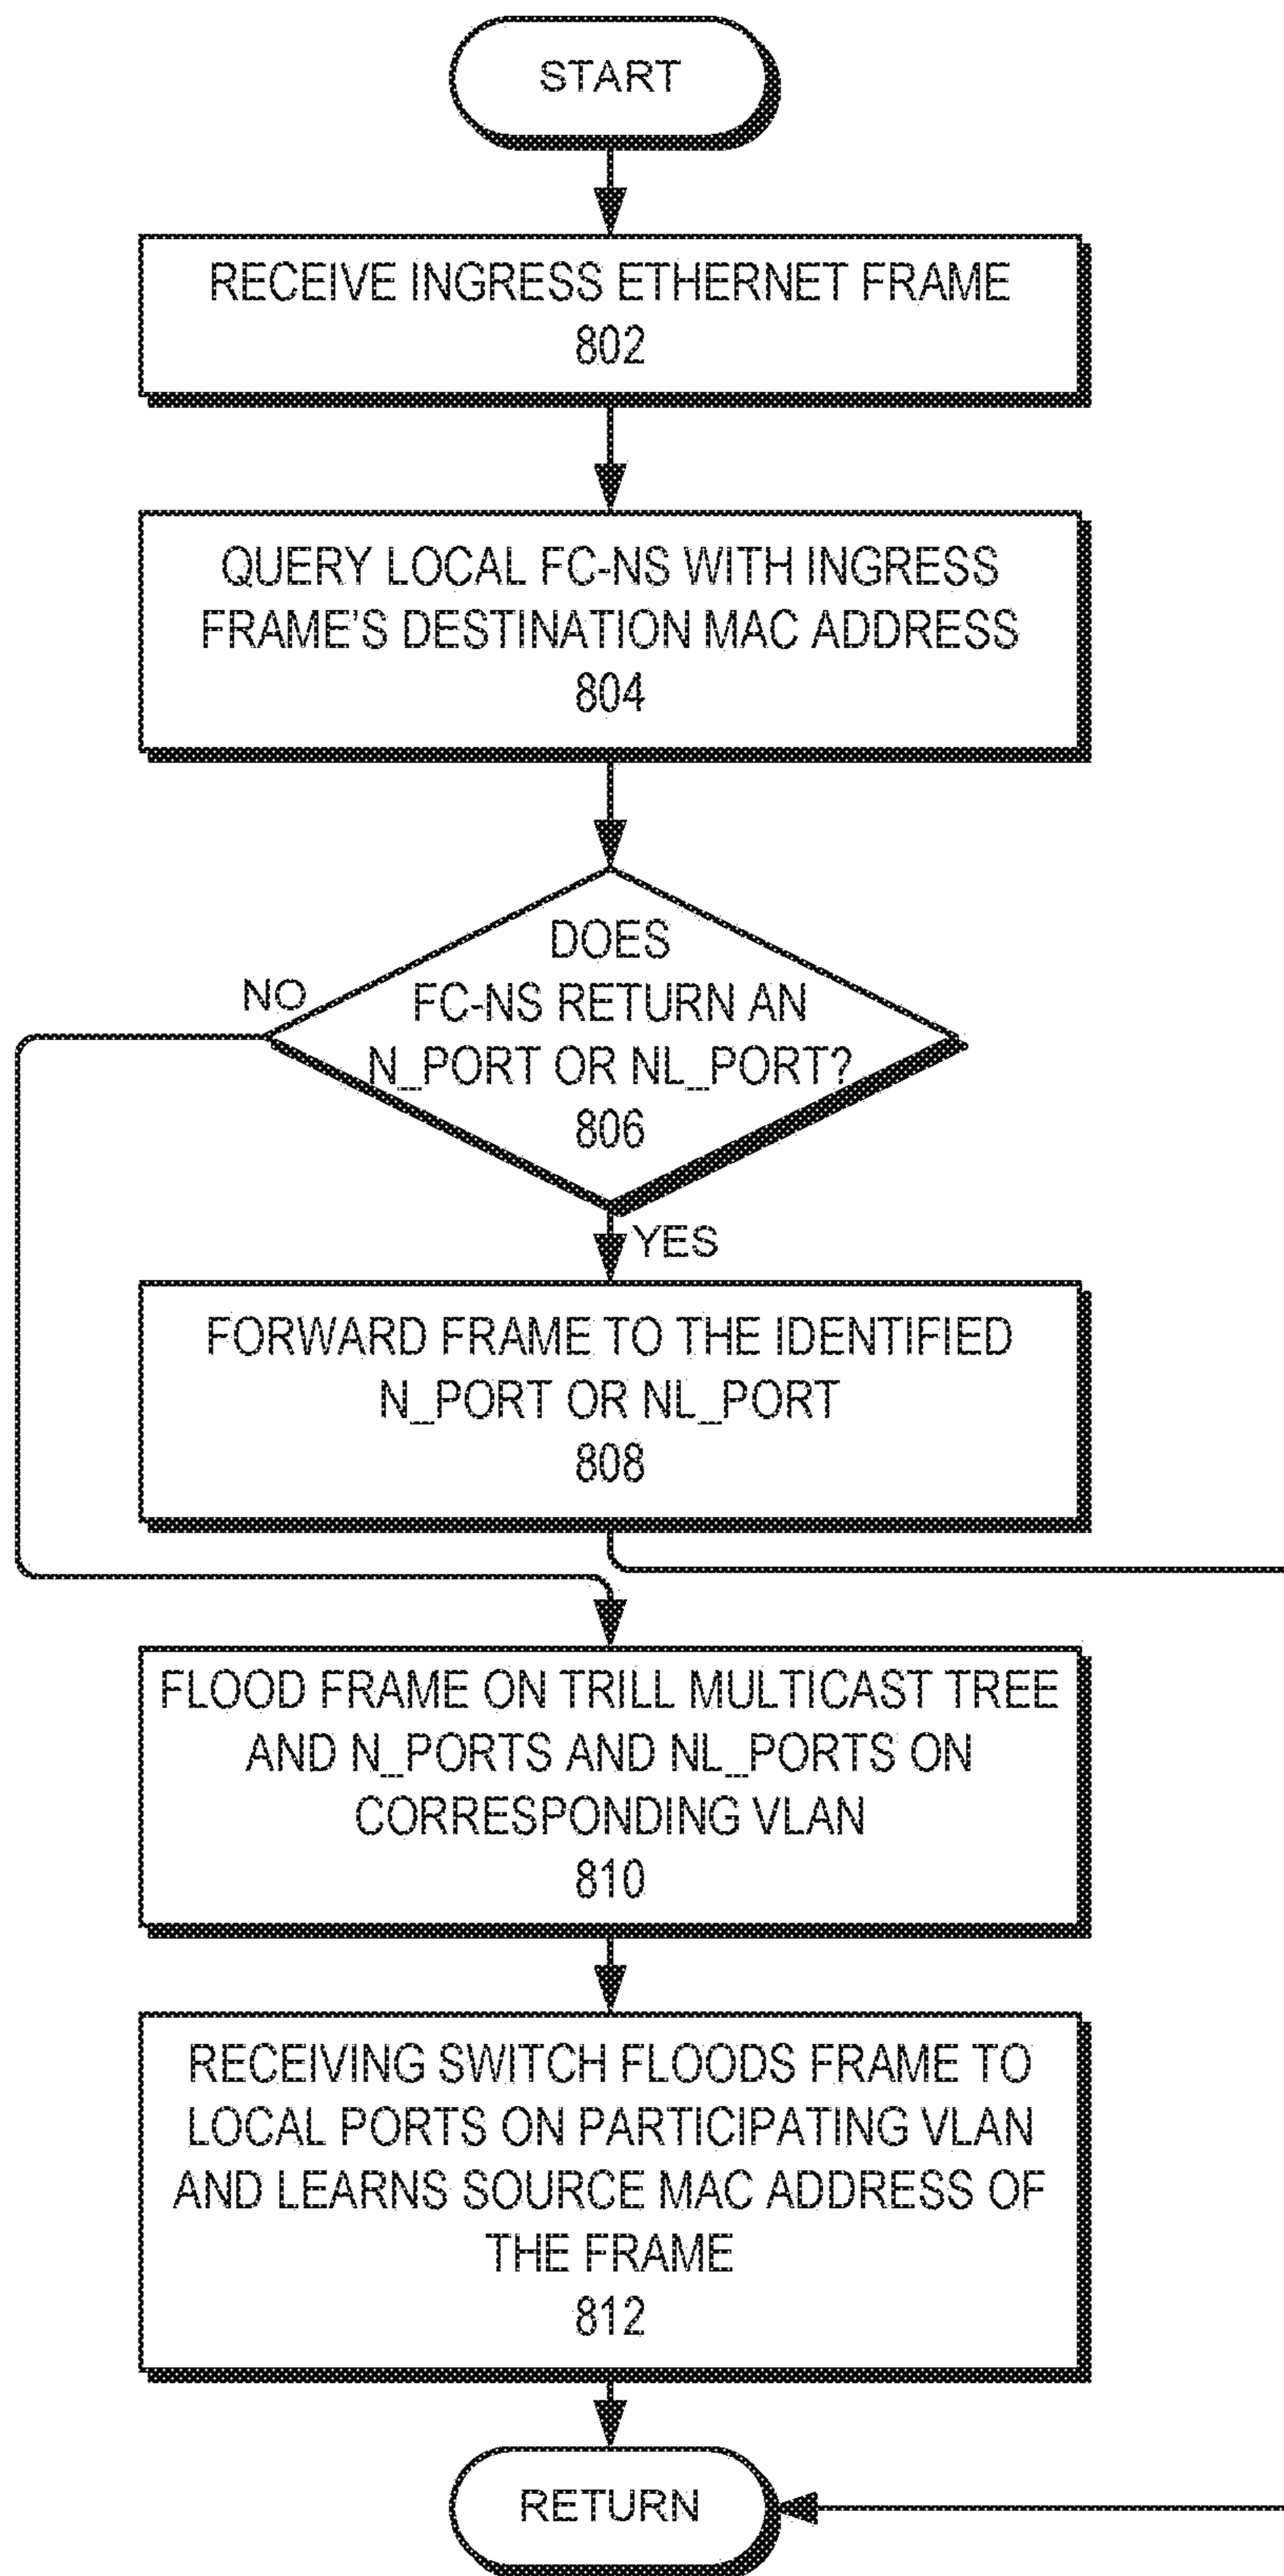 START
RECEIVE INGRESS ETHERNET FRAME
802
QUERY LOCAL FC-NS WITH INGRESS
FRAME'S DESTINATION MAC ADDRESS
804
DOES
NO
FC-NS RETURN AN
N_PORT OR NL_PORT?
806
YES
FORWARD FRAME TO THE IDENTIFIED
N_PORT OR NL_PORT
808
FLOOD FRAME ON TRILL MULTICAST TREE
AND N_PORTS AND NL_PORTS ON
CORRESPONDING VLAN
810
RECEIVING SWITCH FLOODS FRAME TO
LOCAL PORTS ON PARTICIPATING VLAN
AND LEARNS SOURCE MAC ADDRESS OF
THE FRAME
812
RETURN